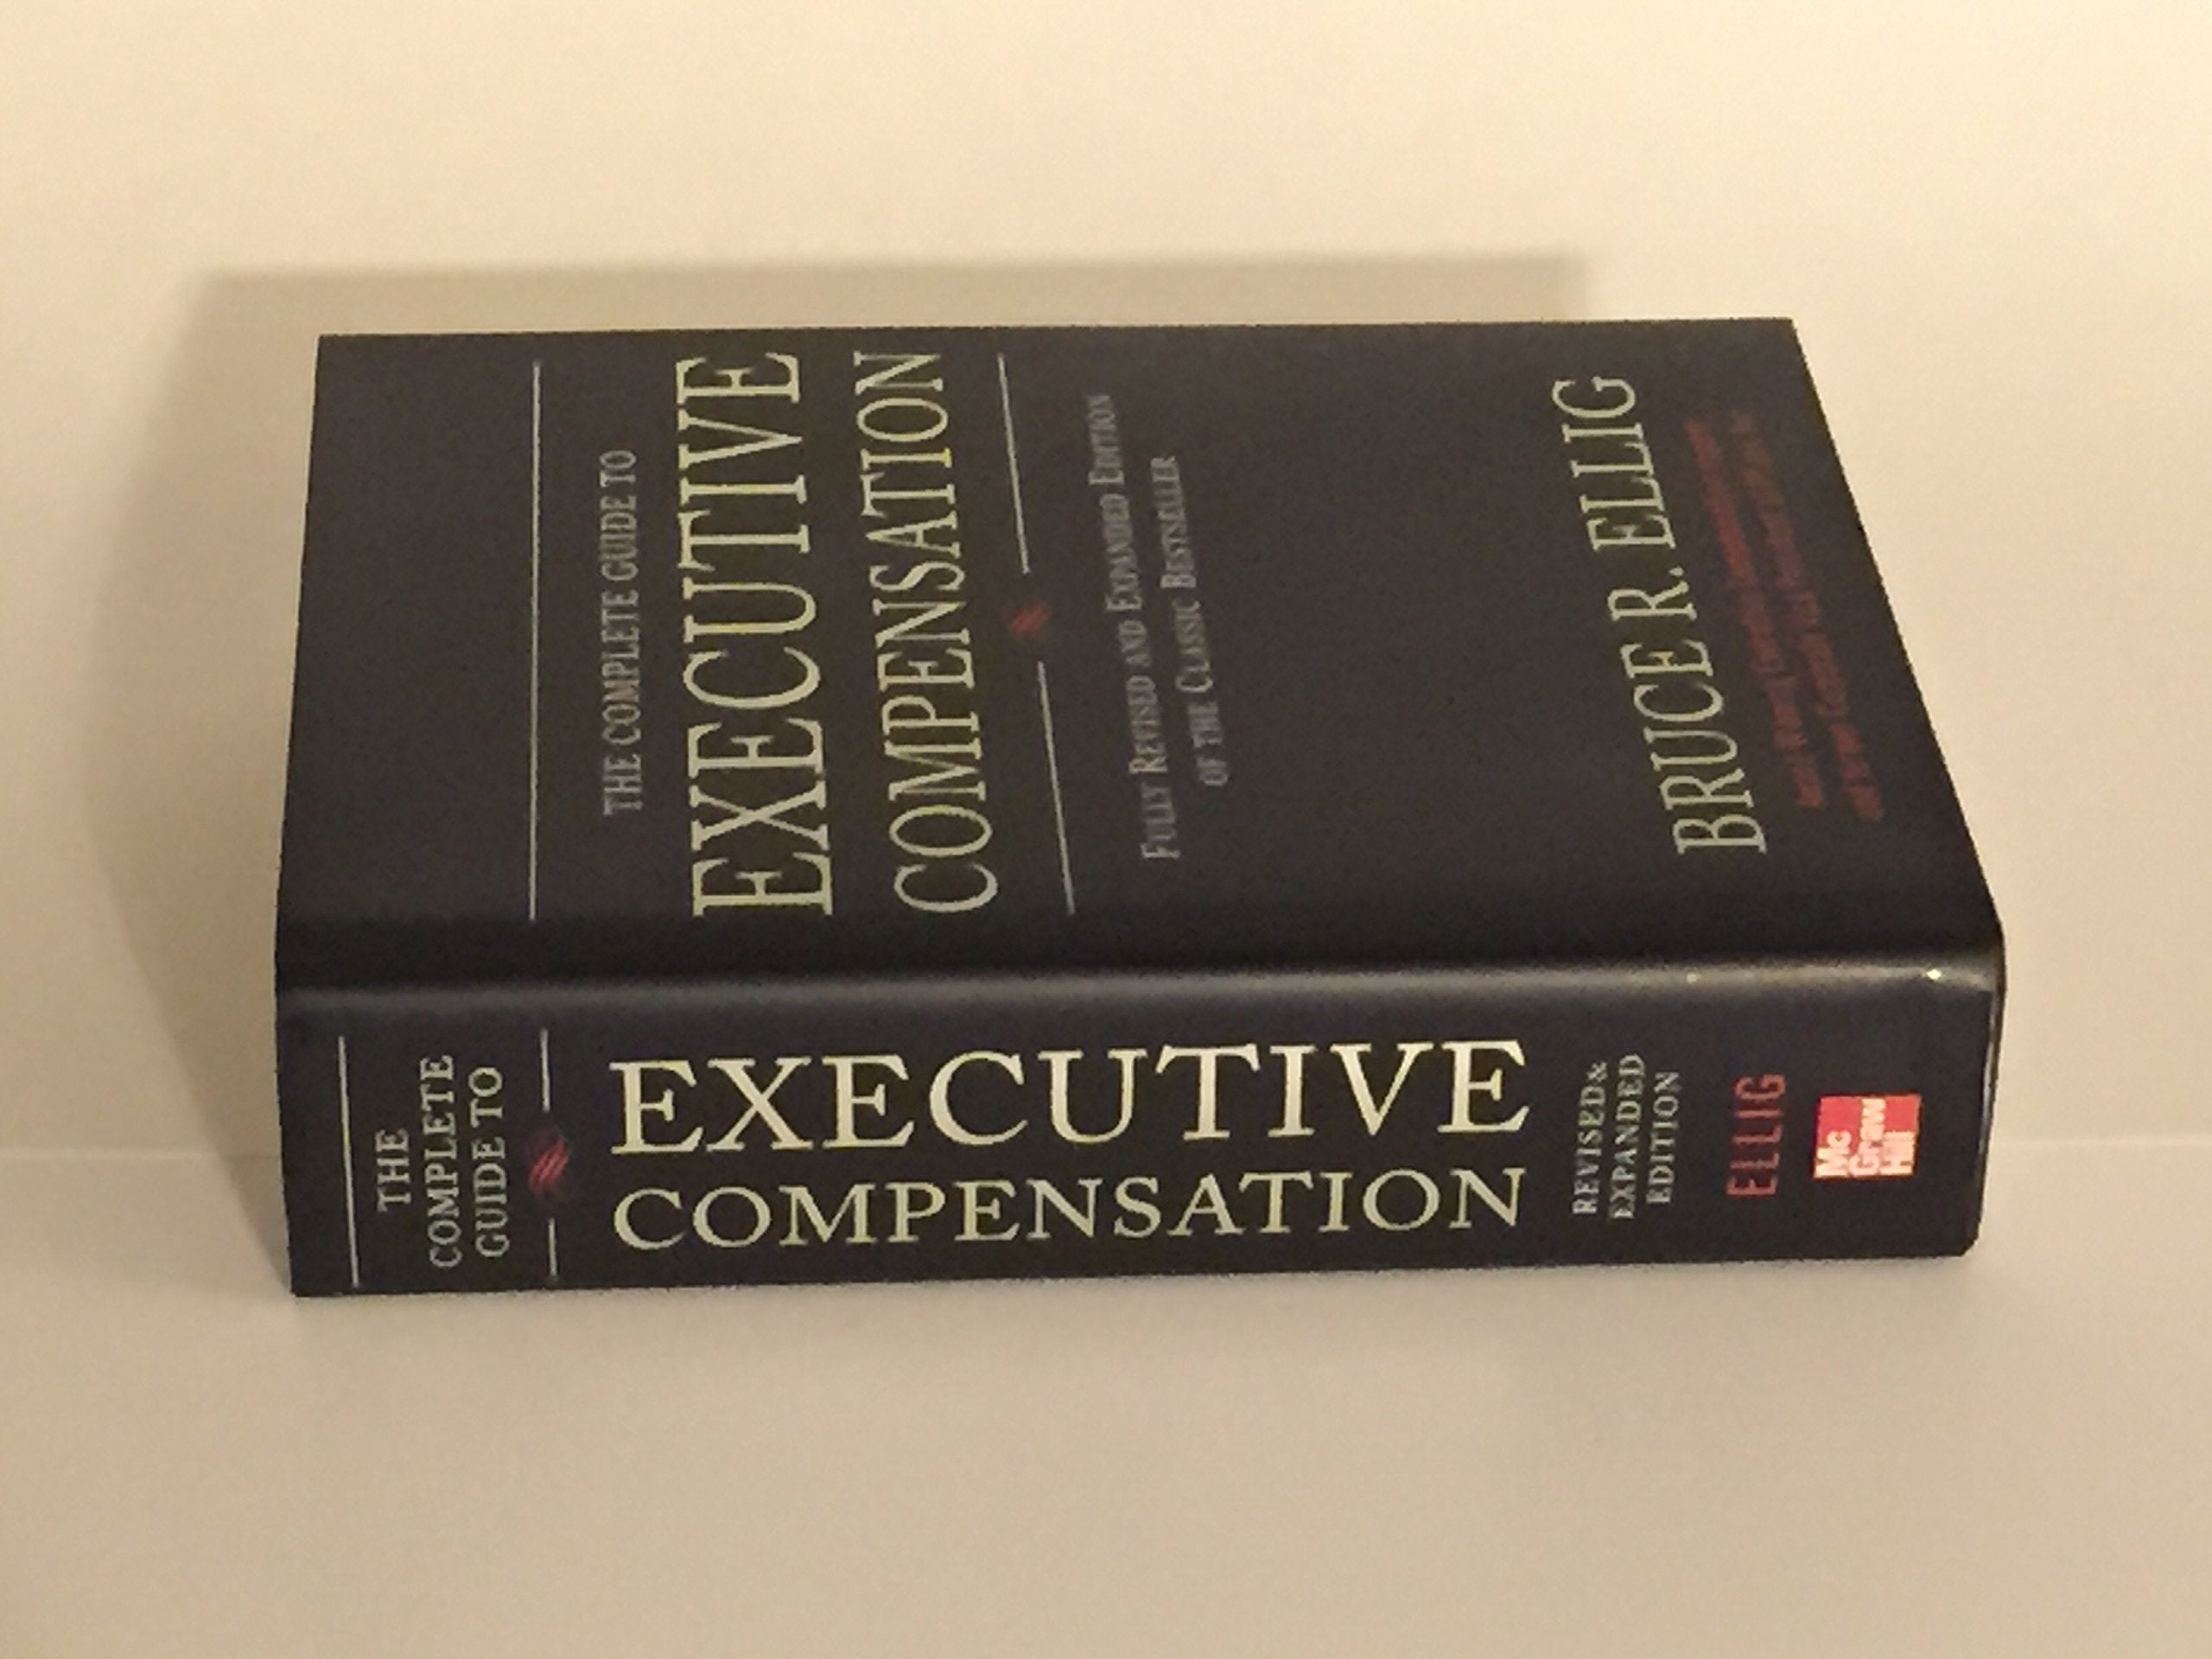 THE COMPLETE GUIDE TO
EXECUTIVE
COMPENSATION
FULLY REVISED AND EXPANDED EDITION
OF THE CLASSIC BESTSELLER
BRUCE R. ELLIG
THE
COMPLETE
GUIDE TO
EXECUTIVE
COMPENSATION
REVISED&
EXPANDED
EDITION
ELLIG
Mc
Graw
Hill